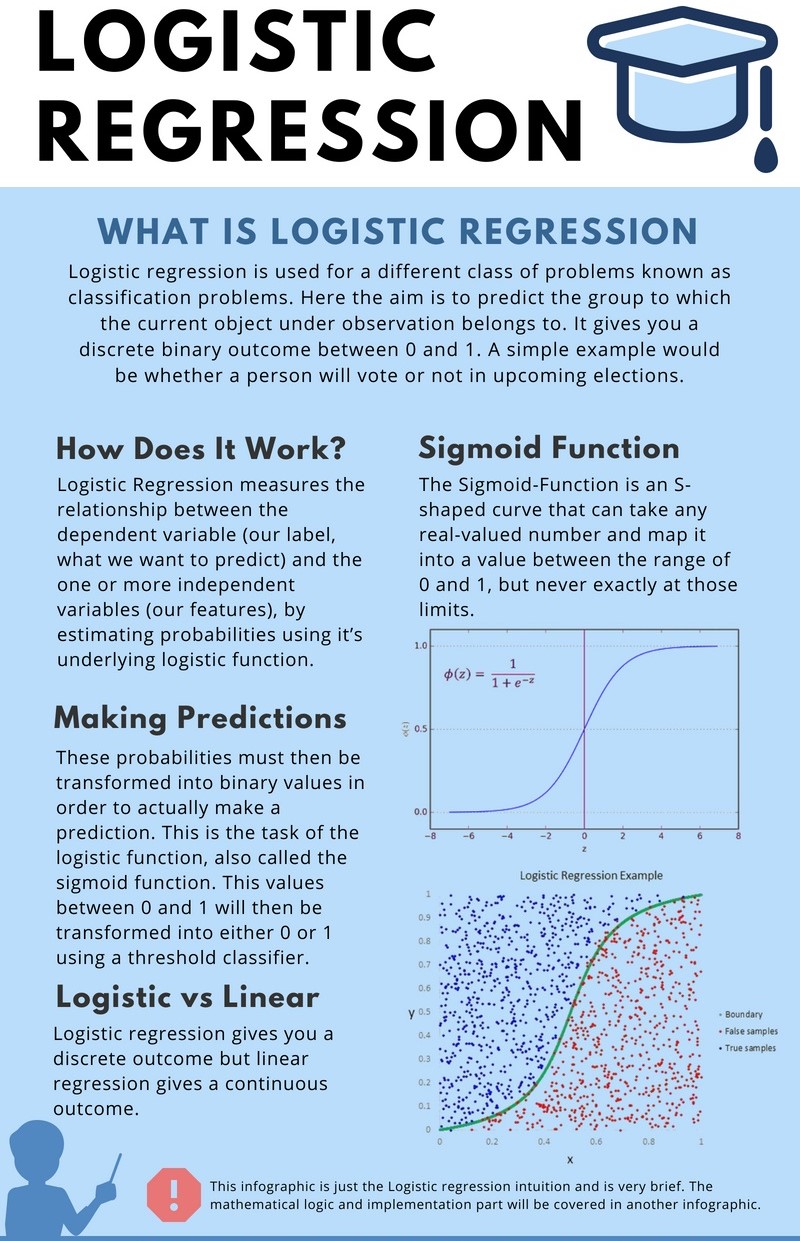 LOGISTIC
REGRESSION
WHAT IS LOGISTIC REGRESSION
Logistic regression is used for a different class of problems known as
classification problems. Here the aim is to predict the group to which
the current object under observation belongs to. It gives you a
discrete binary outcome between 0 and 1. A simple example would
be whether a person will vote or not in upcoming elections.
How Does It Work?
Logistic Regression measures the
relationship between the
dependent variable (our label,
what we want to predict) and the
one or more independent
variables (our features), by
estimating probabilities using it's
underlying logistic function.
Making Predictions
These probabilities must then be
transformed into binary values in
order to actually make a
prediction. This is the task of the
logistic function, also called the
sigmoid function. This values
between 0 and 1 will then be
transformed into either 0 or 1
using a threshold classifier.
Logistic vs Linear
Logistic regression gives you a
discrete outcome but linear
regression gives a continuous
outcome.
Sigmoid Function
The Sigmoid-Function is an S-
shaped curve that can take any
real-valued number and map it
into a value between the range of
0 and 1, but never exactly at those
limits.
1.0
ϕ(z) = 1 / 1 + e^−z
ϕ(z)
0.5
0.0
−8 −6 −4 −2 0 2 4 6 8
z
Logistic Regression Example
1
0.9
0.8
0.7
0.6
y 0.5
0.4
0.3
0.2
0.1
0
0 0.2 0.4 0.6 0.8 1
x
Boundary
False samples
True samples
This infographic is just the Logistic regression intuition and is very brief. The
mathematical logic and implementation part will be covered in another infographic.